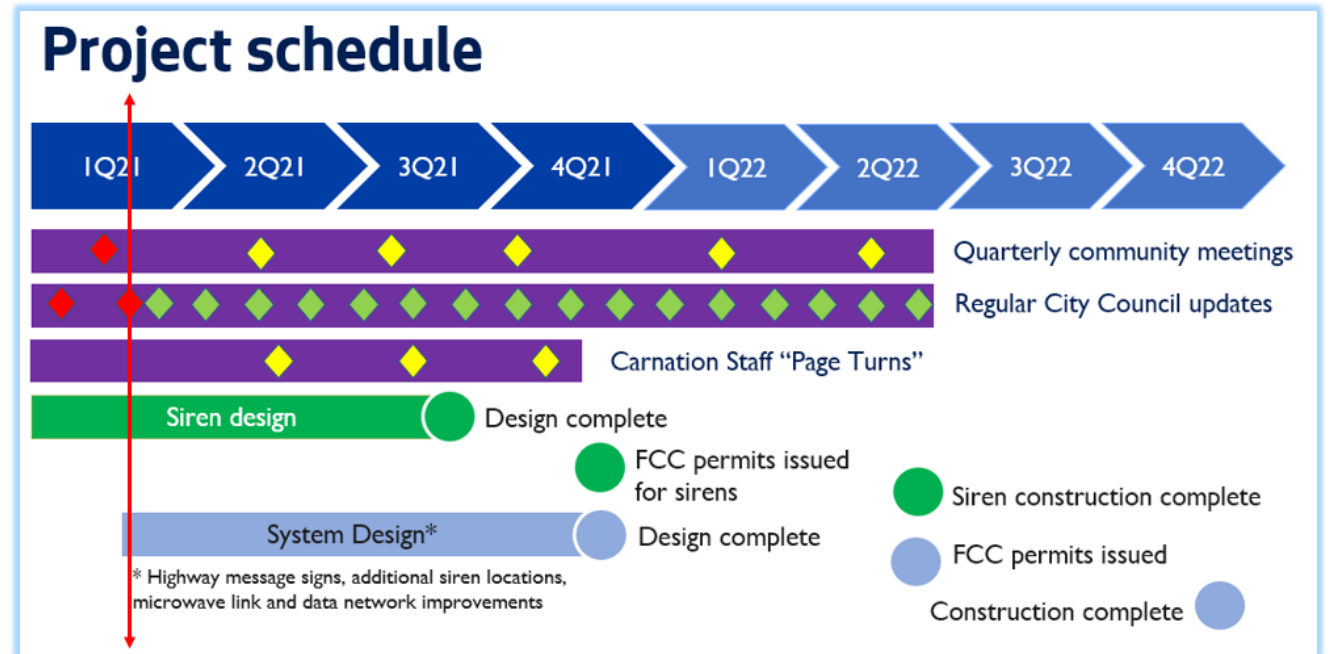 Project schedule
1Q21
2Q21
3Q21
4Q21
1Q22
2Q22
3Q22
4Q22
Quarterly community meetings
Regular City Council updates
Carnation Staff “Page Turns”
Siren design
Design complete
FCC permits issued
for sirens
Siren construction complete
System Design*
Design complete
FCC permits issued
* Highway message signs, additional siren locations,
microwave link and data network improvements
Construction complete